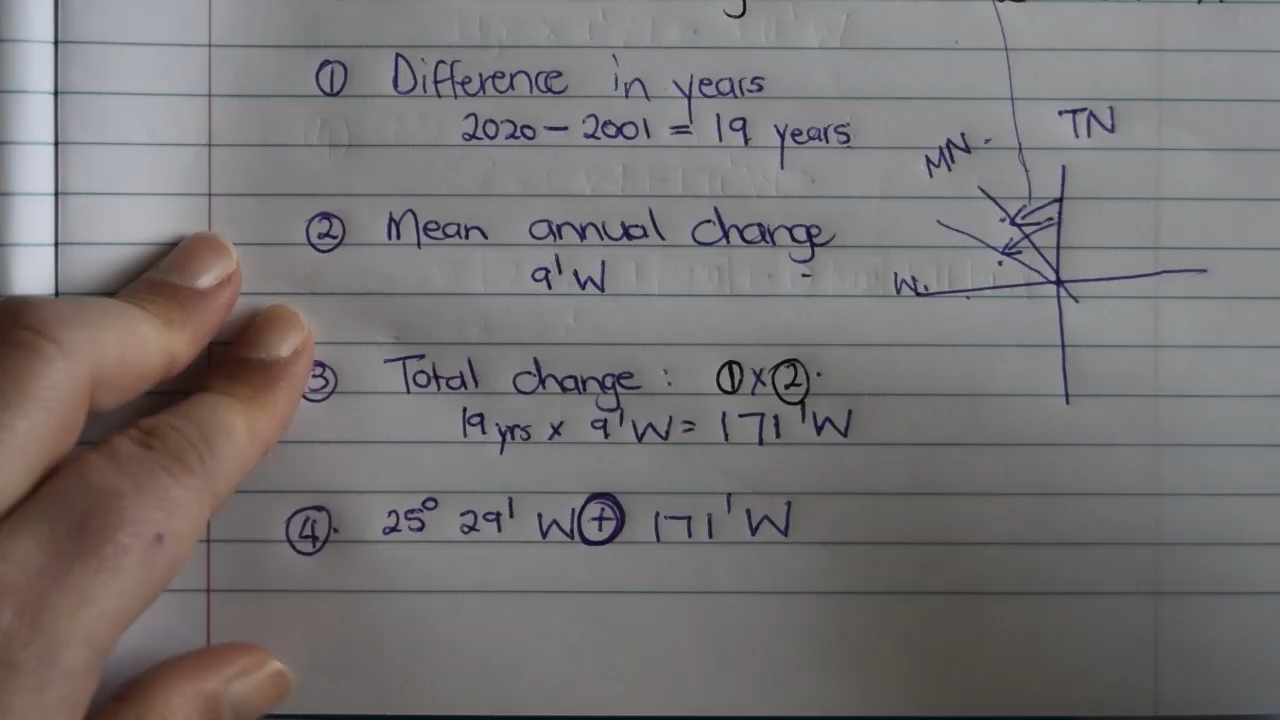 ① Difference in years
2020 - 2001 = 19 years
TN
MN.
② Mean annual change
9'W
W.
③ Total change: ① x ②.
19 yrs x 9'W = 171'W
④. 25° 29' W ⊕ 171' W